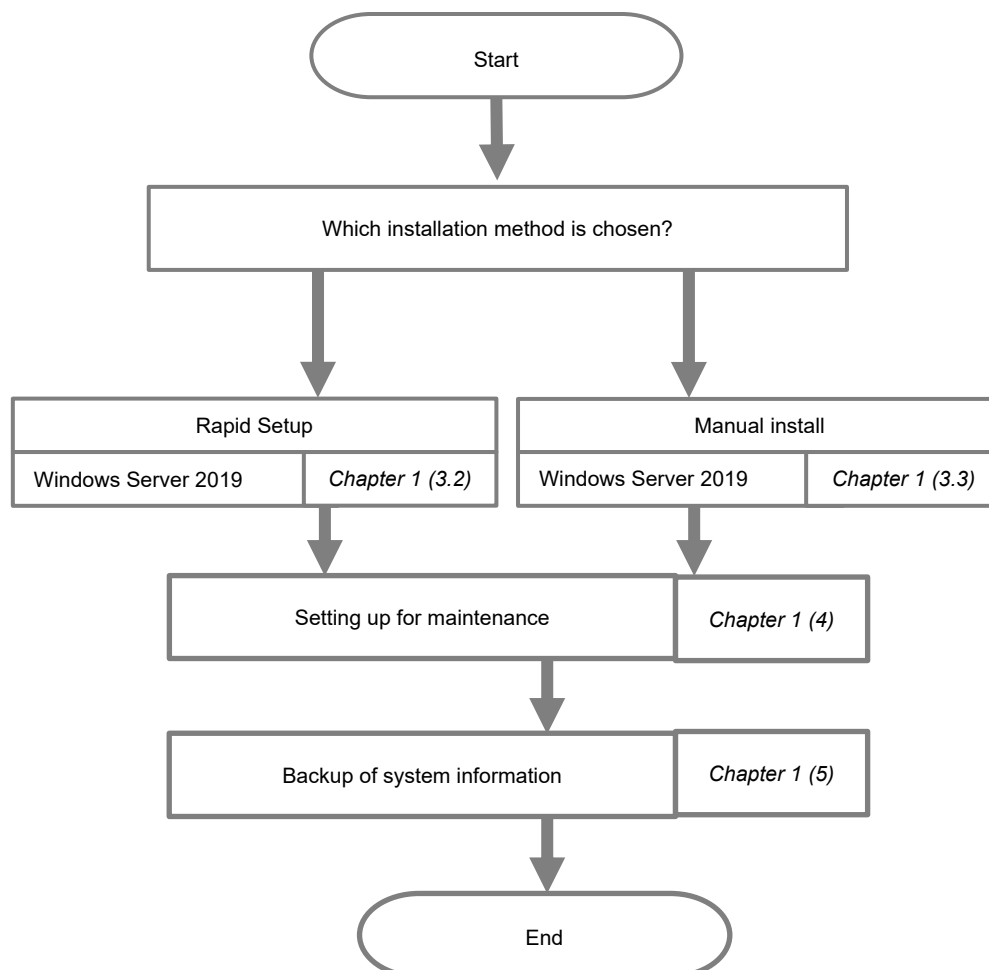 Start
Which installation method is chosen?
Rapid Setup
Windows Server 2019
Chapter 1 (3.2)
Manual install
Windows Server 2019
Chapter 1 (3.3)
Setting up for maintenance
Chapter 1 (4)
Backup of system information
Chapter 1 (5)
End